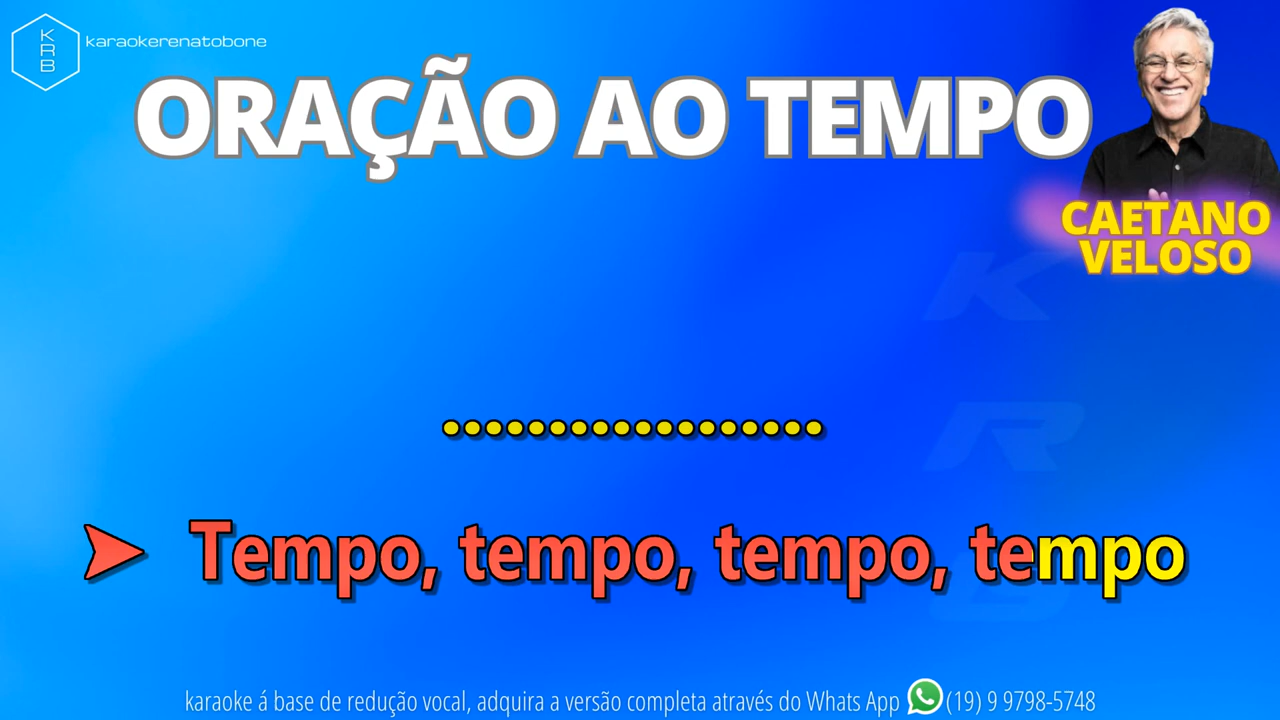 KRB
karaokerenatobone
ORAÇÃO AO TEMPO
CAETANO
VELOSO
K
R
B
➤ Tempo, tempo, tempo, tempo
karaoke á base de redução vocal, adquira a versão completa através do Whats App (19) 9 9798-5748